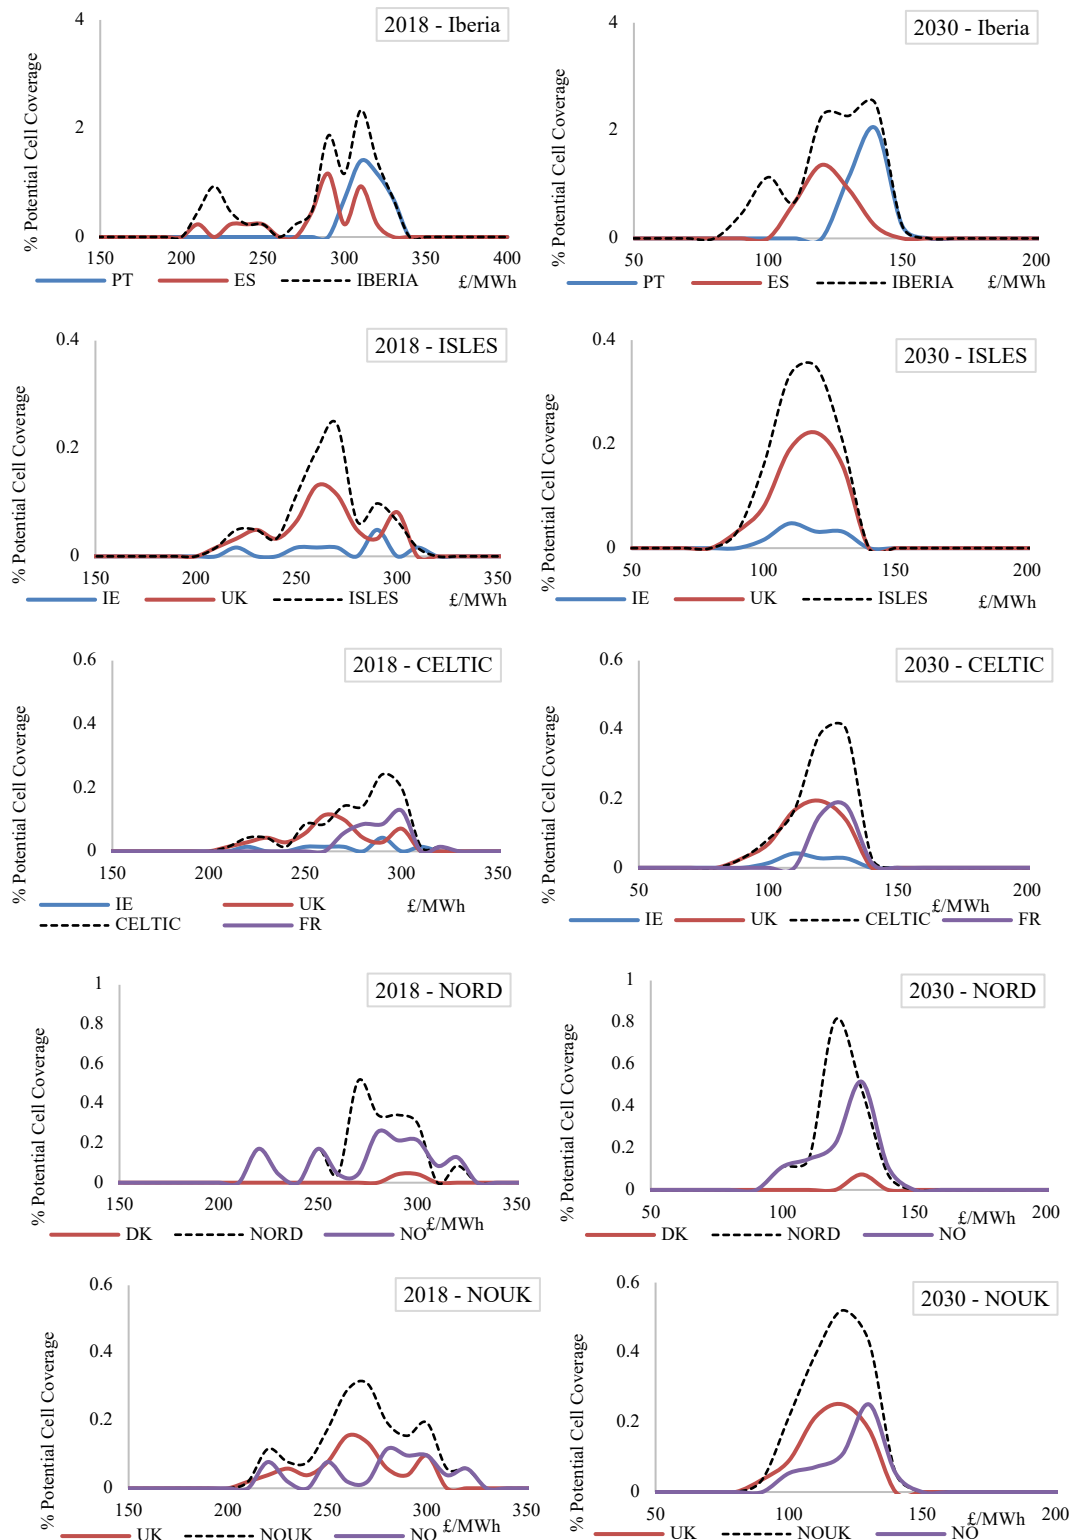 2018 - Iberia
% Potential Cell Coverage
4
2
0
150 200 250 300 350 400
PT ES IBERIA £/MWh
2030 - Iberia
% Potential Cell Coverage
4
2
0
50 100 150 200
PT ES IBERIA £/MWh
2018 - ISLES
% Potential Cell Coverage
0.4
0.2
0
150 200 250 300 350
IE UK ISLES £/MWh
2030 - ISLES
% Potential Cell Coverage
0.4
0.2
0
50 100 150 200
IE UK ISLES £/MWh
2018 - CELTIC
% Potential Cell Coverage
0.6
0.4
0.2
0
150 200 250 300 350
IE UK £/MWh
CELTIC FR
2030 - CELTIC
% Potential Cell Coverage
0.6
0.4
0.2
0
50 100 150 200
£/MWh
IE UK CELTIC FR
2018 - NORD
% Potential Cell Coverage
1
0.8
0.6
0.4
0.2
0
150 200 250 300 350
£/MWh
DK NORD NO
2030 - NORD
% Potential Cell Coverage
1
0.8
0.6
0.4
0.2
0
50 100 150 200
£/MWh
DK NORD NO
2018 - NOUK
% Potential Cell Coverage
0.6
0.4
0.2
0
150 200 250 300 350
£/MWh
UK NOUK NO
2030 - NOUK
% Potential Cell Coverage
0.6
0.4
0.2
0
50 100 150 200
£/MWh
UK NOUK NO